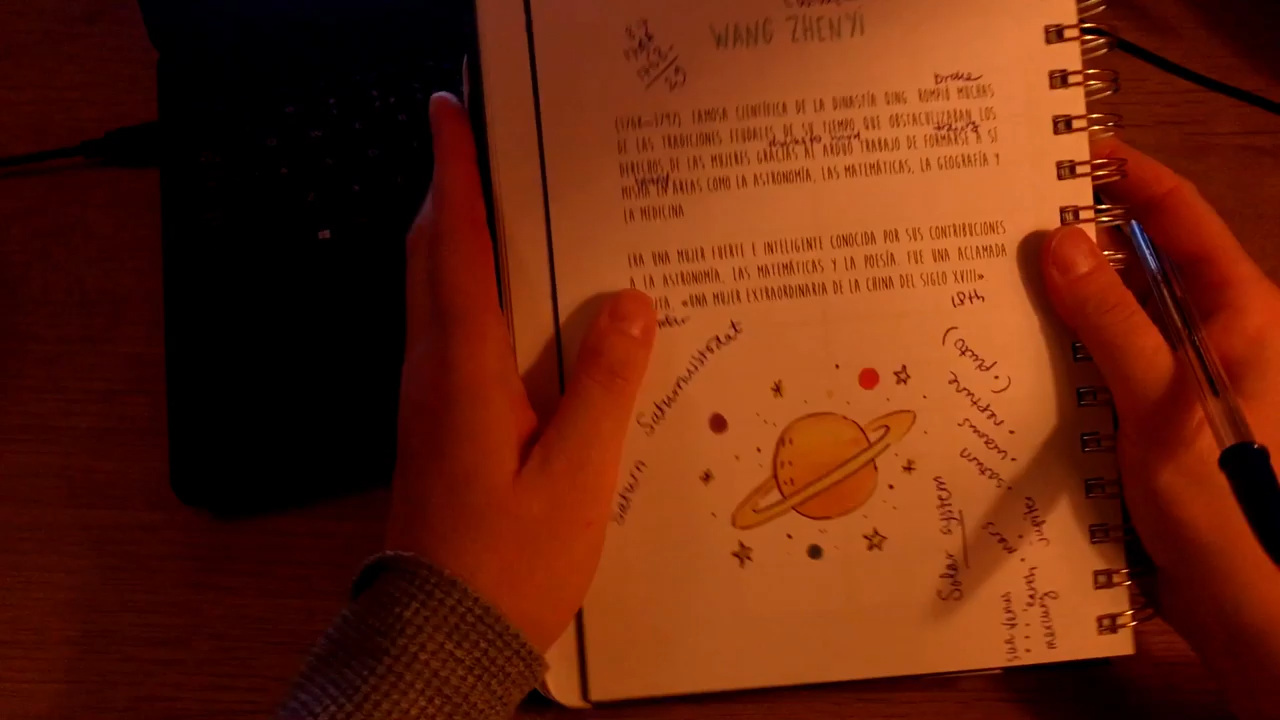 WANG ZHENYI
broke
(1768–1797) FAMOSA CIENTÍFICA DE LA DINASTÍA QING. ROMPIÓ MUCHAS
DE LAS TRADICIONES FEUDALES DE SU TIEMPO QUE OBSTACULIZABAN LOS
DERECHOS DE LAS MUJERES GRACIAS AL ARDUO TRABAJO DE FORMARSE A SÍ
MISMA EN ÁREAS COMO LA ASTRONOMÍA, LAS MATEMÁTICAS, LA GEOGRAFÍA Y
LA MEDICINA
ERA UNA MUJER FUERTE E INTELIGENTE CONOCIDA POR SUS CONTRIBUCIONES
A LA ASTRONOMÍA, LAS MATEMÁTICAS Y LA POESÍA. FUE UNA ACLAMADA
«UNA MUJER EXTRAORDINARIA DE LA CHINA DEL SIGLO XVIII»
saturn
Solar system
sun venus
mercury
earth
mars
jupiter
saturn
uranus
neptune
(· pluto)